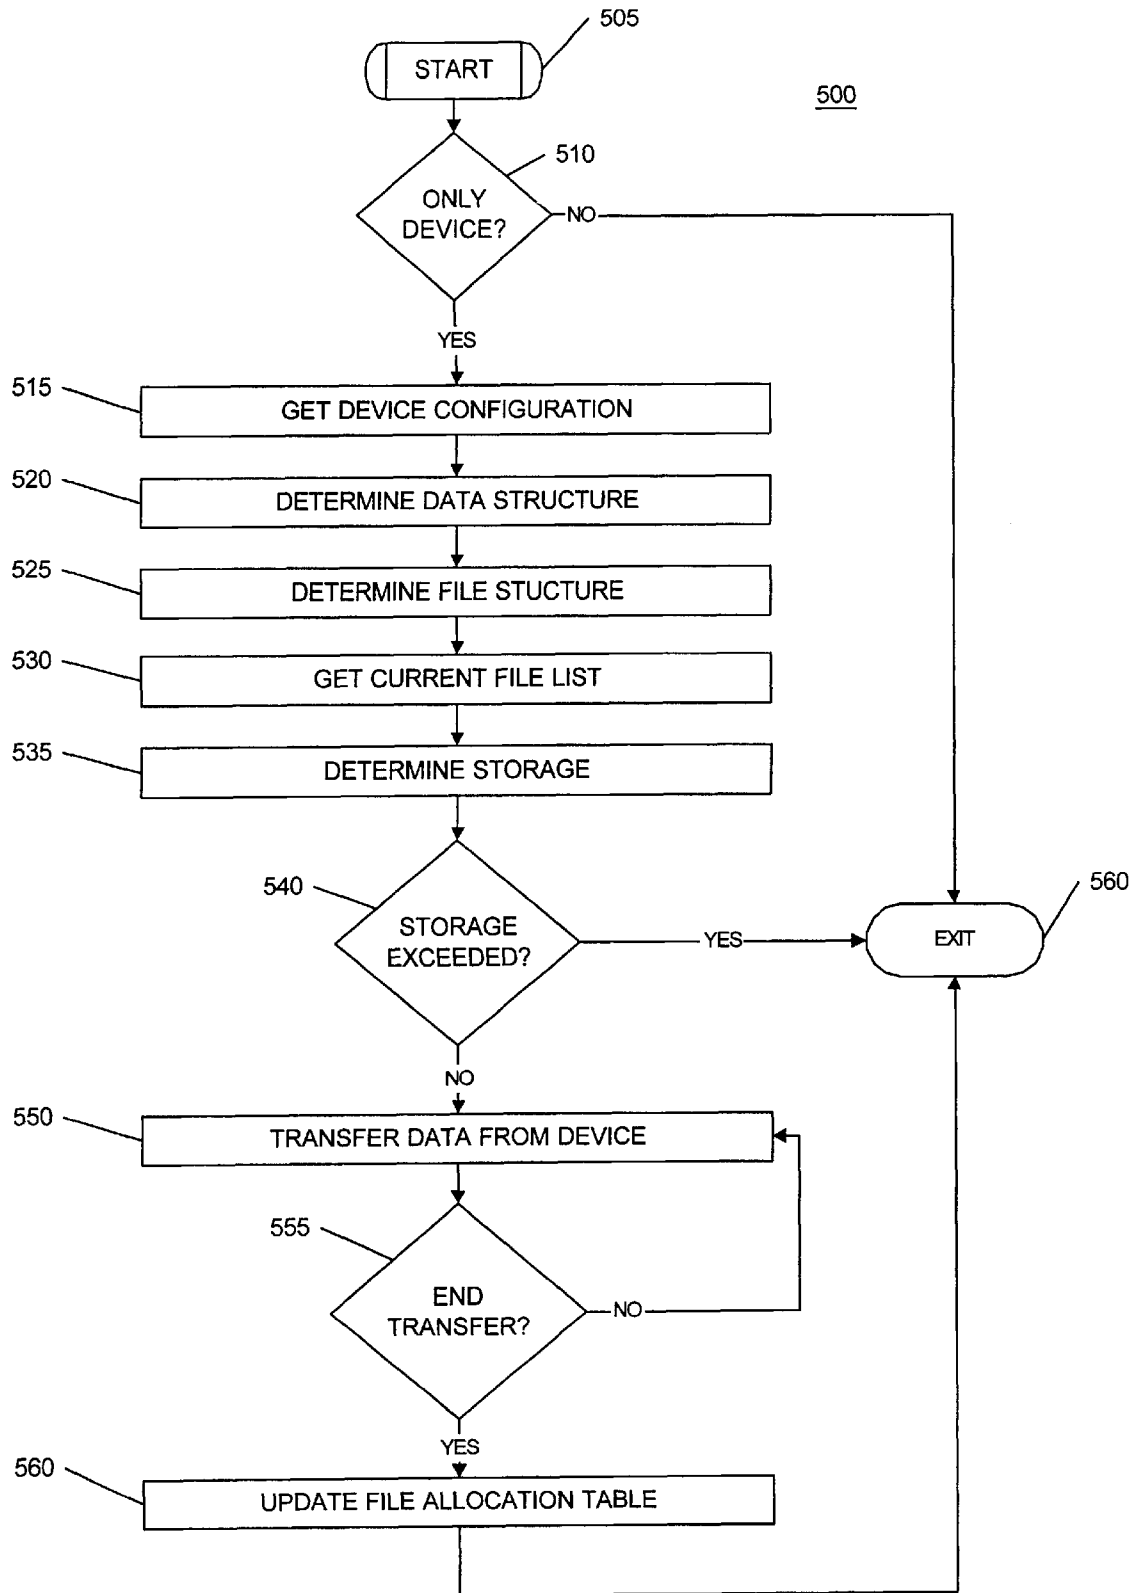 505
START
500
510
ONLY
DEVICE?
NO
YES
515
GET DEVICE CONFIGURATION
520
DETERMINE DATA STRUCTURE
525
DETERMINE FILE STUCTURE
530
GET CURRENT FILE LIST
535
DETERMINE STORAGE
540
STORAGE
EXCEEDED?
YES
EXIT
560
NO
550
TRANSFER DATA FROM DEVICE
555
END
TRANSFER?
NO
YES
560
UPDATE FILE ALLOCATION TABLE